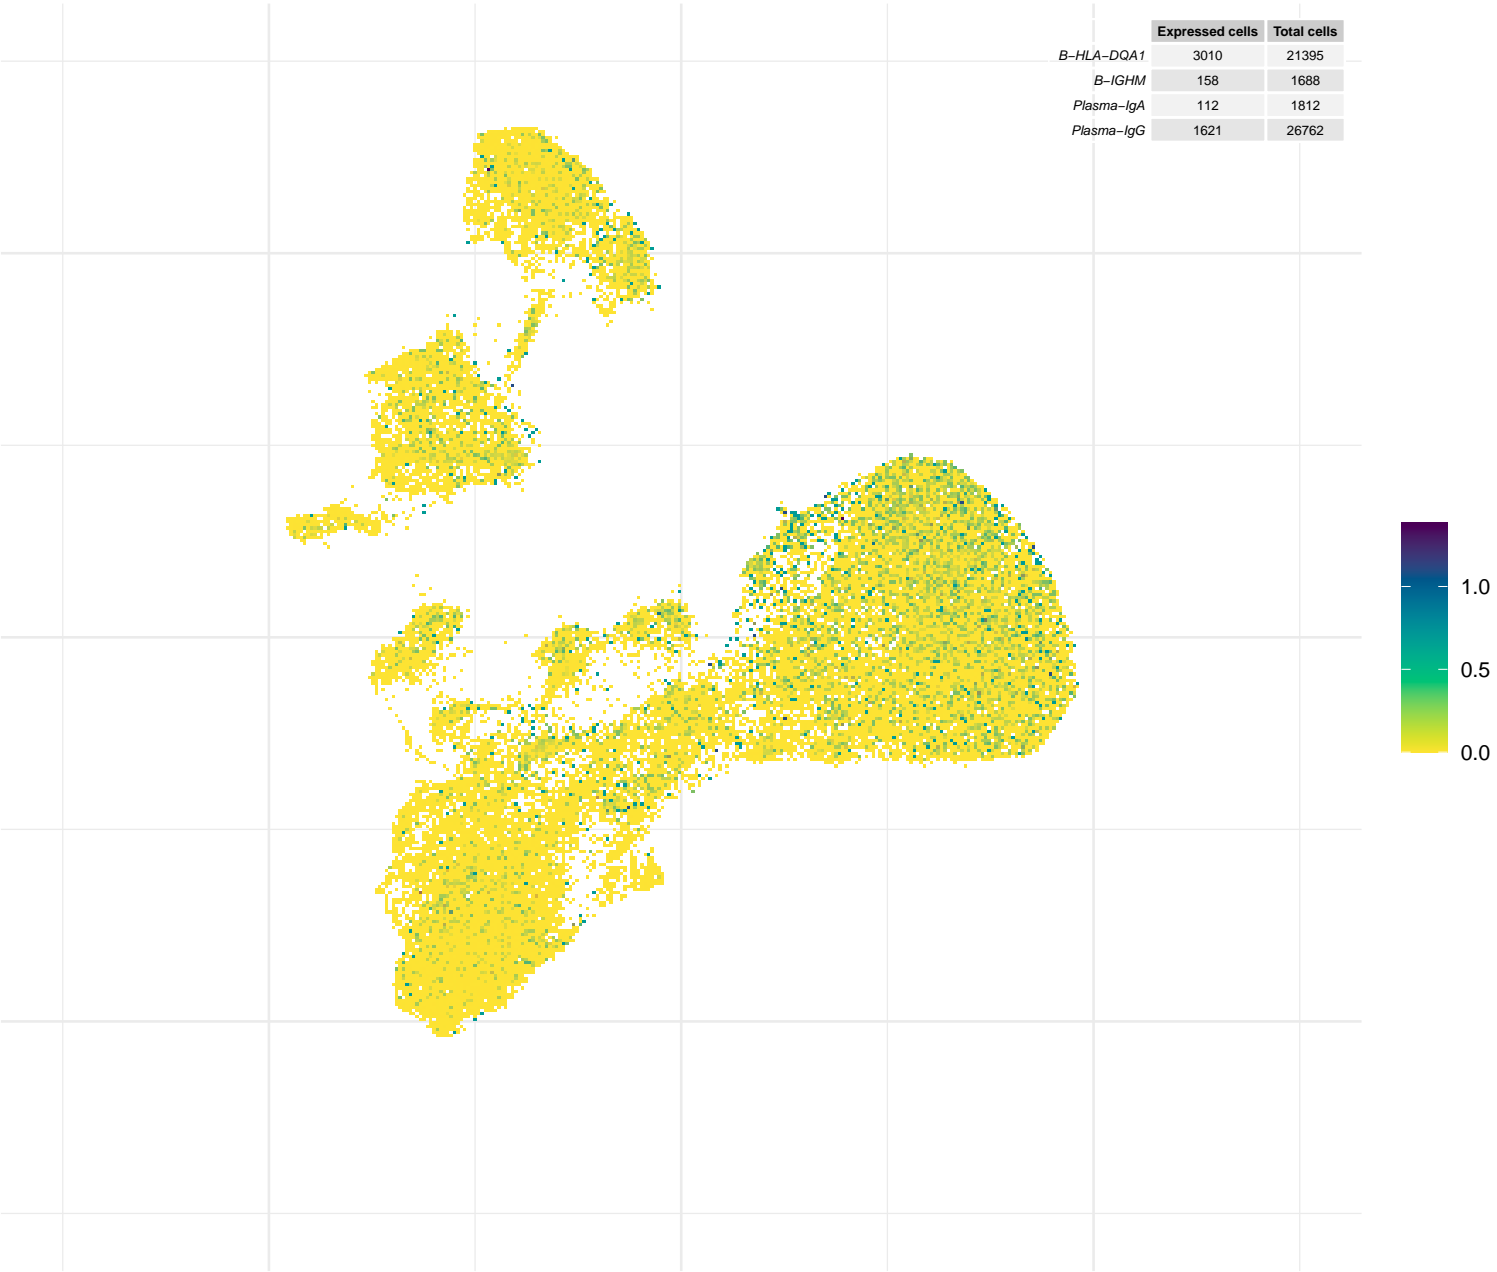 Expressed cells Total cells
B−HLA−DQA1 3010 21395
B−IGHM 158 1688
Plasma−IgA 112 1812
Plasma−IgG 1621 26762
1.0
0.5
0.0